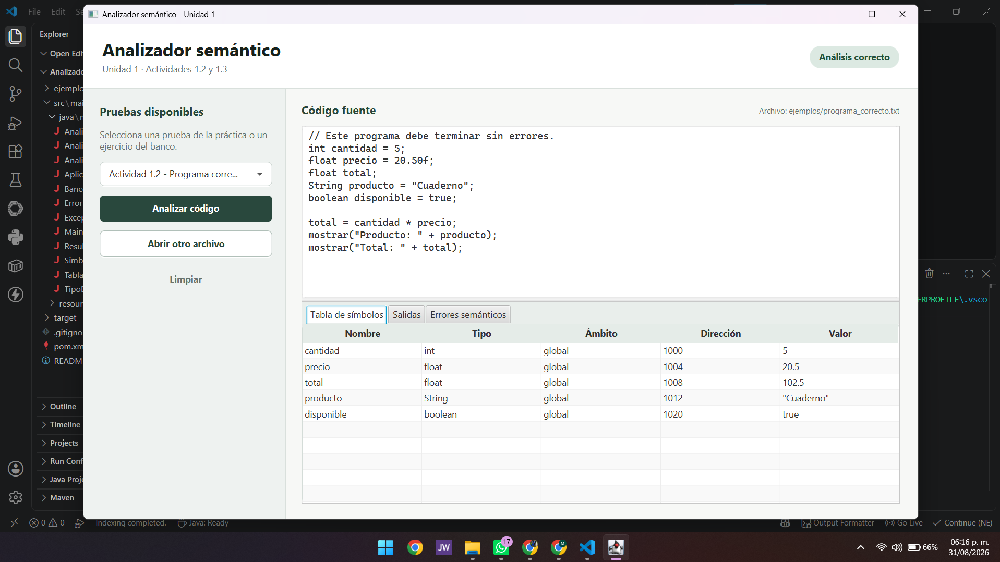 File Edit Se
Analizador semántico - Unidad 1
Explorer
Open Edi
Analizado
ejemplo
src\mai
java\m
Anali
Anali
Anali
Aplic
Banco
Error
Excep
Main
Resul
Simb
Tabla
TipoD
resour
target
.gitigno
pom.xm
READMI
Outline
Timeline
Projects
Run Conf
Java Proje
Maven
Analizador semántico
Unidad 1 · Actividades 1.2 y 1.3
Análisis correcto
Pruebas disponibles
Selecciona una prueba de la práctica o un
ejercicio del banco.
Actividad 1.2 - Programa corre...
Analizar código
Abrir otro archivo
Limpiar
Código fuente
Archivo: ejemplos/programa_correcto.txt
// Este programa debe terminar sin errores.
int cantidad = 5;
float precio = 20.50f;
float total;
String producto = "Cuaderno";
boolean disponible = true;
total = cantidad * precio;
mostrar("Producto: " + producto);
mostrar("Total: " + total);
Tabla de símbolos Salidas Errores semánticos
Nombre Tipo Ámbito Dirección Valor
cantidad int global 1000 5
precio float global 1004 20.5
total float global 1008 102.5
producto String global 1012 "Cuaderno"
disponible boolean global 1020 true
ERPROFILE\.vsco
0 0 Indexing completed. Java: Ready
Output Formatter Go Live Continue (NE)
JW
17
M
66%
06:16 p. m.
31/08/2026